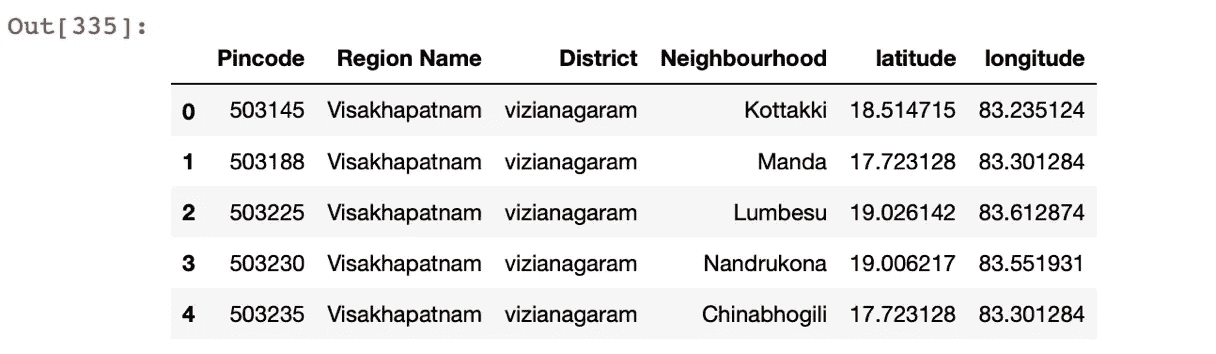 Out[335]:
Pincode Region Name District Neighbourhood latitude longitude
0 503145 Visakhapatnam vizianagaram Kottakki 18.514715 83.235124
1 503188 Visakhapatnam vizianagaram Manda 17.723128 83.301284
2 503225 Visakhapatnam vizianagaram Lumbesu 19.026142 83.612874
3 503230 Visakhapatnam vizianagaram Nandrukona 19.006217 83.551931
4 503235 Visakhapatnam vizianagaram Chinabhogili 17.723128 83.301284